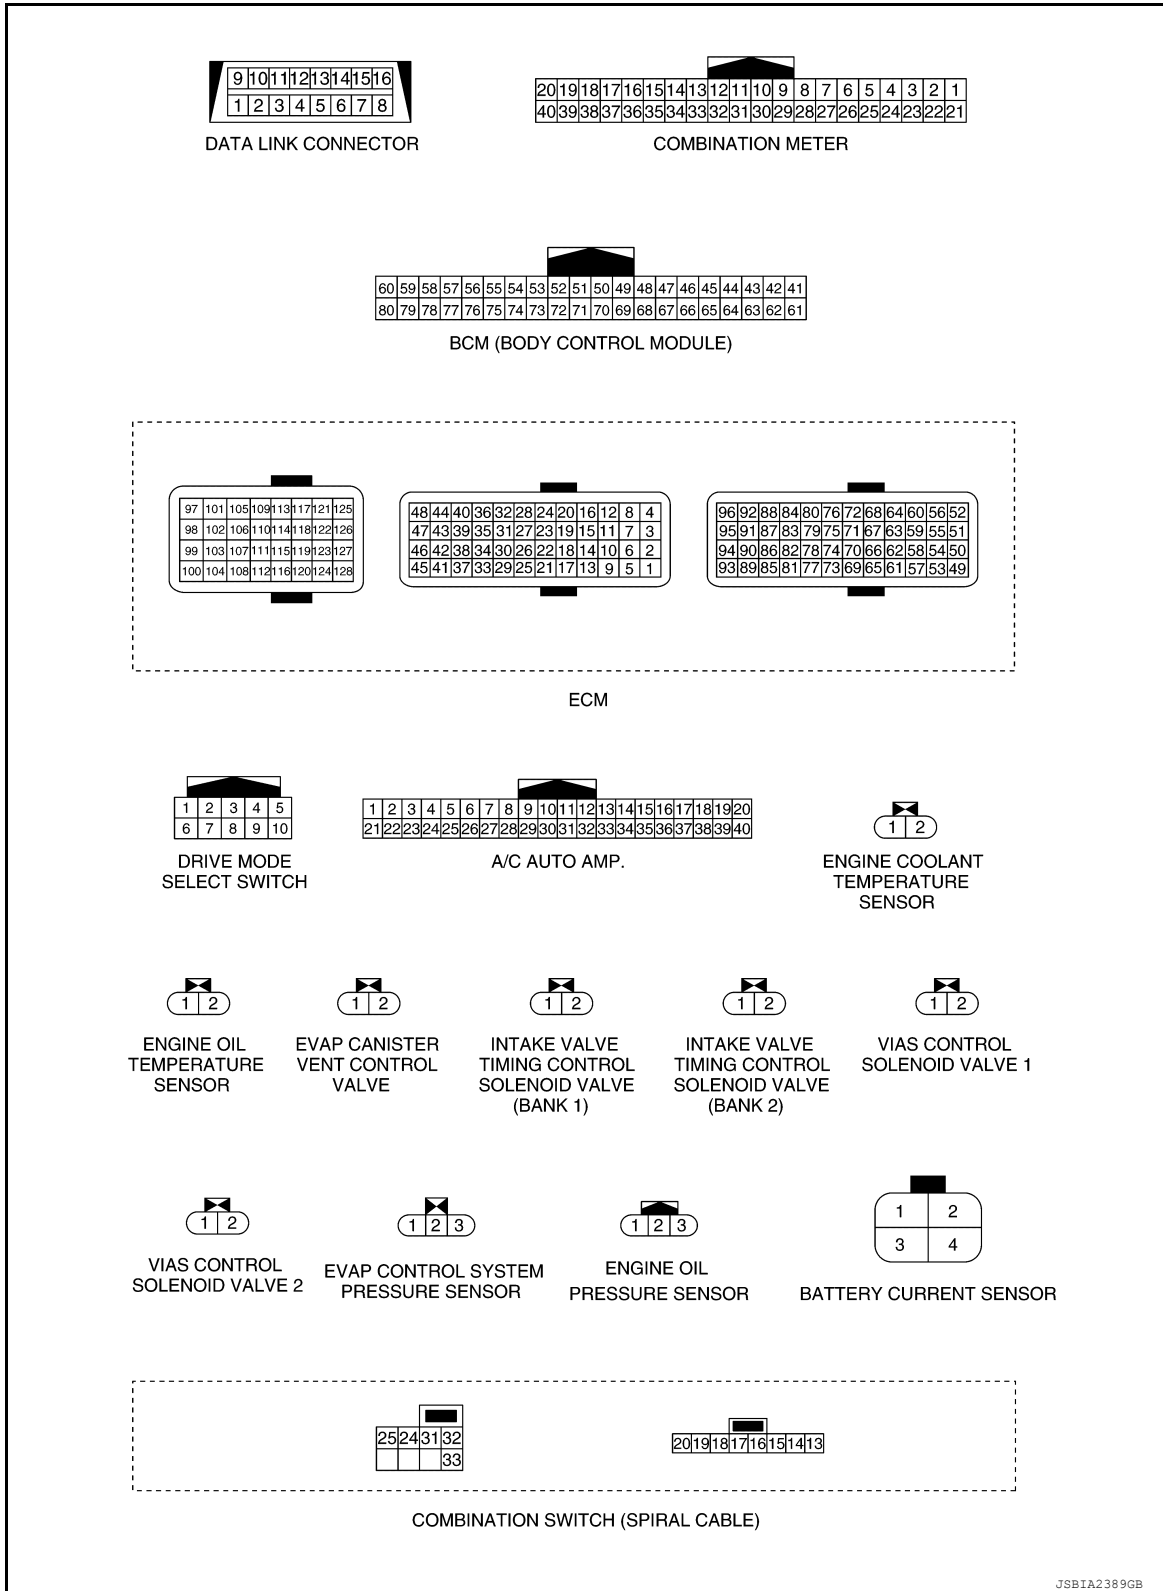 9 10 11 12 13 14 15 16
1 2 3 4 5 6 7 8
DATA LINK CONNECTOR
20 19 18 17 16 15 14 13 12 11 10 9 8 7 6 5 4 3 2 1
40 39 38 37 36 35 34 33 32 31 30 29 28 27 26 25 24 23 22 21
COMBINATION METER
60 59 58 57 56 55 54 53 52 51 50 49 48 47 46 45 44 43 42 41
80 79 78 77 76 75 74 73 72 71 70 69 68 67 66 65 64 63 62 61
BCM (BODY CONTROL MODULE)
97 101 105 109 113 117 121 125
98 102 106 110 114 118 122 126
99 103 107 111 115 119 123 127
100 104 108 112 116 120 124 128
48 44 40 36 32 28 24 20 16 12 8 4
47 43 39 35 31 27 23 19 15 11 7 3
46 42 38 34 30 26 22 18 14 10 6 2
45 41 37 33 29 25 21 17 13 9 5 1
96 92 88 84 80 76 72 68 64 60 56 52
95 91 87 83 79 75 71 67 63 59 55 51
94 90 86 82 78 74 70 66 62 58 54 50
93 89 85 81 77 73 69 65 61 57 53 49
ECM
1 2 3 4 5
6 7 8 9 10
DRIVE MODE
SELECT SWITCH
1 2 3 4 5 6 7 8 9 10 11 12 13 14 15 16 17 18 19 20
21 22 23 24 25 26 27 28 29 30 31 32 33 34 35 36 37 38 39 40
A/C AUTO AMP.
1 2
ENGINE COOLANT
TEMPERATURE
SENSOR
1 2
ENGINE OIL
TEMPERATURE
SENSOR
1 2
EVAP CANISTER
VENT CONTROL
VALVE
1 2
INTAKE VALVE
TIMING CONTROL
SOLENOID VALVE
(BANK 1)
1 2
INTAKE VALVE
TIMING CONTROL
SOLENOID VALVE
(BANK 2)
1 2
VIAS CONTROL
SOLENOID VALVE 1
1 2
VIAS CONTROL
SOLENOID VALVE 2
1 2 3
EVAP CONTROL SYSTEM
PRESSURE SENSOR
1 2 3
ENGINE OIL
PRESSURE SENSOR
1 2
3 4
BATTERY CURRENT SENSOR
25 24 31 32
33
20 19 18 17 16 15 14 13
COMBINATION SWITCH (SPIRAL CABLE)
JSBIA2389GB